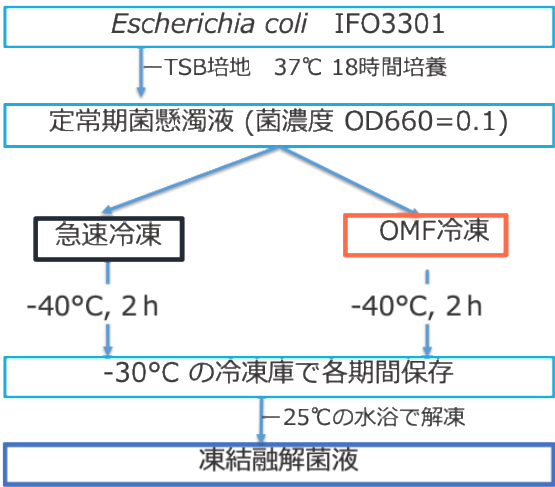 Escherichia coli IFO3301
—TSB培地 37℃ 18時間培養
定常期菌懸濁液 (菌濃度 OD660=0.1)
急速冷凍
OMF冷凍
-40°C, 2h
-40°C, 2h
-30°C の冷凍庫で各期間保存
—25℃の水浴で解凍
凍結融解菌液